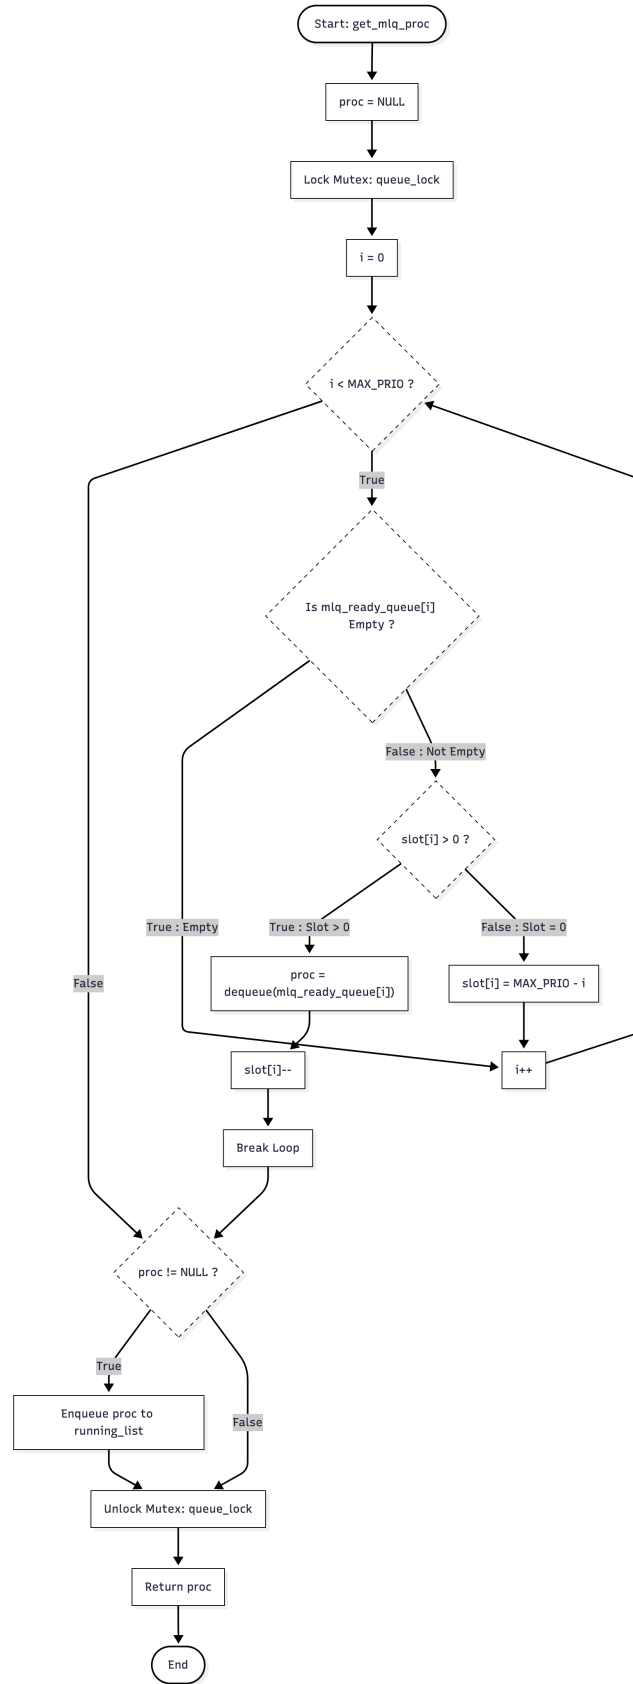 Start: get_mlq_proc
proc = NULL
Lock Mutex: queue_lock
i = 0
i < MAX_PRIO ?
True
Is mlq_ready_queue[i]
Empty ?
False : Not Empty
slot[i] > 0 ?
True : Empty
True : Slot > 0
False : Slot = 0
False
proc =
dequeue(mlq_ready_queue[i])
slot[i] = MAX_PRIO - i
slot[i]--
i++
Break Loop
proc != NULL ?
True
Enqueue proc to
running_list
False
Unlock Mutex: queue_lock
Return proc
End